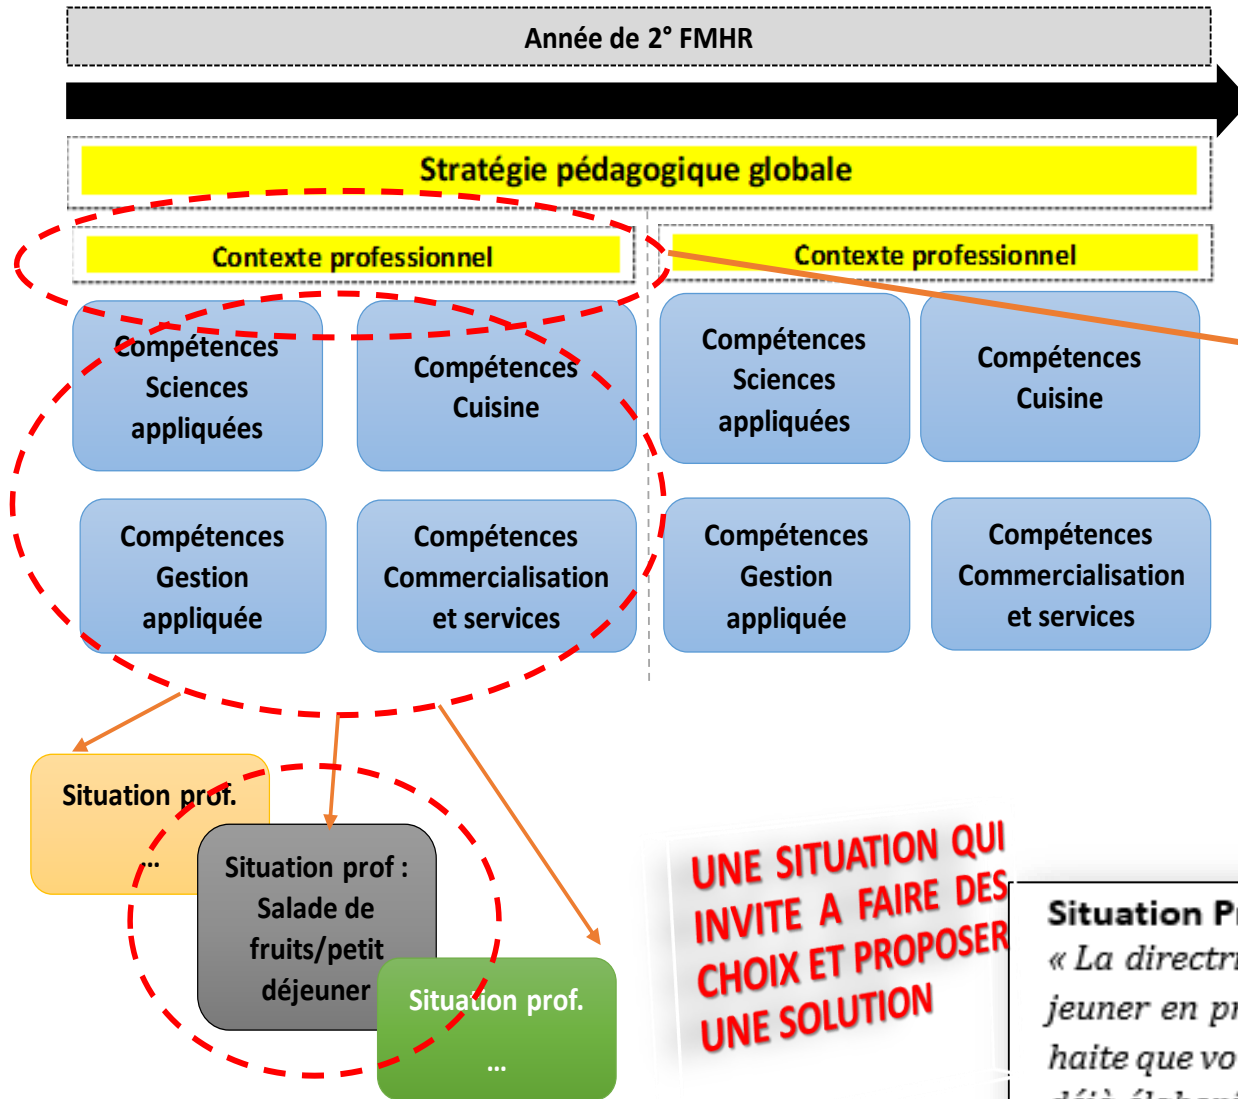 Année de 2° FMHR
Stratégie pédagogique globale
Contexte professionnel
Contexte professionnel
Compétences
Sciences
appliquées
Compétences
Cuisine
Compétences
Sciences
appliquées
Compétences
Cuisine
Compétences
Gestion
appliquée
Compétences
Commercialisation
et services
Compétences
Gestion
appliquée
Compétences
Commercialisation
et services
Situation prof.
...
Situation prof :
Salade de
fruits/petit
déjeuner
Situation prof.
...
UNE SITUATION QUI
INVITE A FAIRE DES
CHOIX ET PROPOSER
UNE SOLUTION
Situation
« La
jeuner en
haite que
déjà